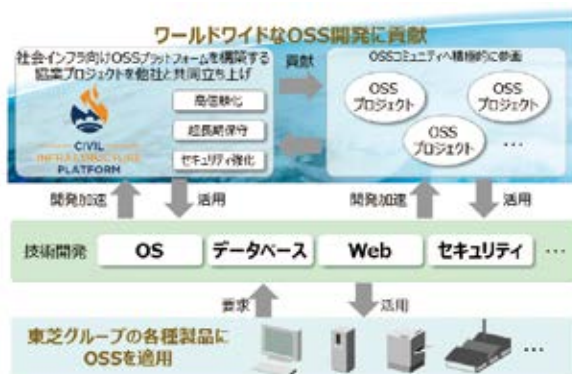 ワールドワイドなOSS開発に貢献
社会インフラ向けOSSプラットフォームを構築する
協業プロジェクトを他社と共同立ち上げ
CIVIL
INFRASTRUCTURE
PLATFORM
高信頼化
超長期保守
セキュリティ強化
貢献
OSSコミュニティへ積極的に参画
OSS
プロジェクト
OSS
プロジェクト
OSS
プロジェクト
…
開発加速
活用
開発加速
活用
技術開発
OS
データベース
Web
セキュリティ
…
要求
活用
東芝グループの各種製品に
OSSを適用
…